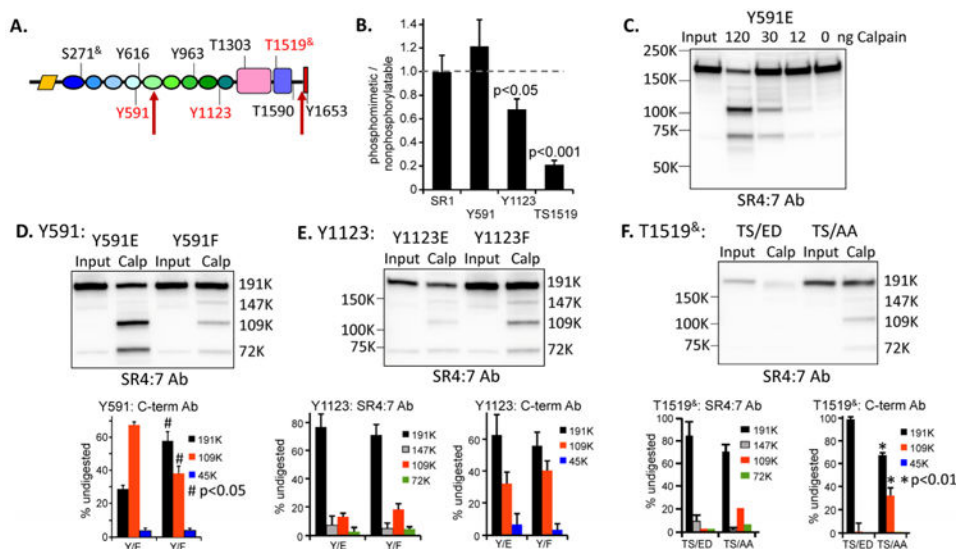 A.
S271& Y616 Y963 T1303 T1519&
Y591 Y1123 T1590 Y1653
B.
phosphomimetic / nonphosphorylatable
1.4
1.2
1.0
0.8
0.6
0.4
0.2
0
p<0.05
p<0.001
SR1 Y591 Y1123 TS1519
C.
Y591E
Input 120 30 12 0 ng Calpain
250K
150K
100K
75K
50K
SR4:7 Ab
D. Y591:
Y591E Y591F
Input Calp Input Calp
191K
147K
109K
72K
SR4:7 Ab
E. Y1123:
Y1123E Y1123F
Input Calp Input Calp
150K
100K
75K
191K
147K
109K
72K
SR4:7 Ab
F. T1519&:
TS/ED TS/AA
Input Calp Input Calp
150K
100K
75K
191K
147K
109K
72K
SR4:7 Ab
Y591: C-term Ab
% undigested
60
40
20
0
# #
191K
109K
45K
# p<0.05
Y/E Y/F
Y1123: SR4:7 Ab
% undigested
80
60
40
20
0
191K
147K
109K
72K
Y/E Y/F
Y1123: C-term Ab
% undigested
80
60
40
20
0
191K
109K
45K
Y/E Y/F
T1519&: SR4:7 Ab
% undigested
100
80
60
40
20
0
191K
147K
109K
72K
TS/ED TS/AA
T1519&: C-term Ab
% undigested
100
80
60
40
20
0
191K
109K
45K
* * * p<0.01
TS/ED TS/AA